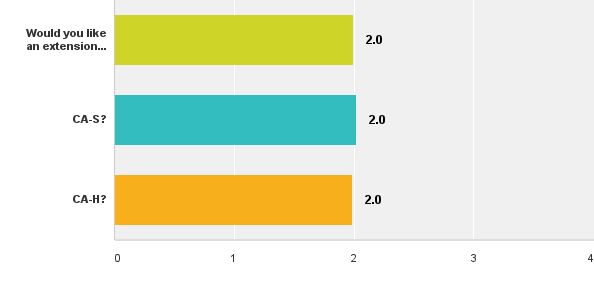 Would you like
an extension...
2.0
CA-S?
2.0
CA-H?
2.0
0 1 2 3 4